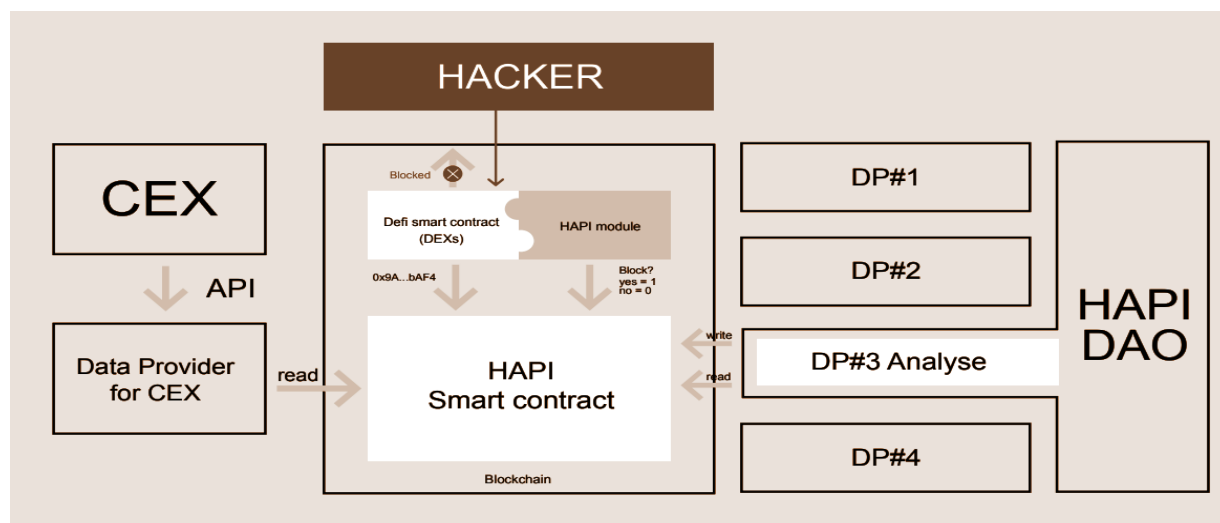 HACKER
CEX
API
Data Provider
for CEX
read
Blocked
Defi smart contract
(DEXs)
HAPI module
0x9A...bAF4
Block?
yes = 1
no = 0
HAPI
Smart contract
Blockchain
write
read
DP#1
DP#2
DP#3 Analyse
DP#4
HAPI
DAO